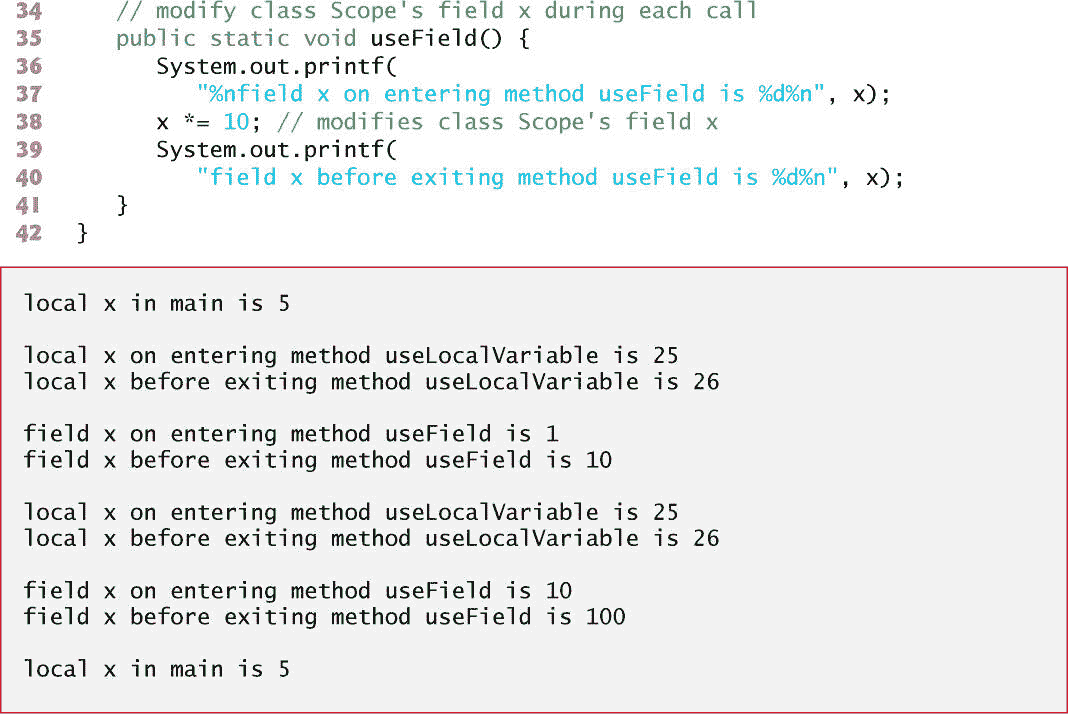 34 // modify class Scope's field x during each call
35 public static void useField() {
36 System.out.printf(
37 "%nfield x on entering method useField is %d%n", x);
38 x *= 10; // modifies class Scope's field x
39 System.out.printf(
40 "field x before exiting method useField is %d%n", x);
41 }
42 }
local x in main is 5
local x on entering method useLocalVariable is 25
local x before exiting method useLocalVariable is 26
field x on entering method useField is 1
field x before exiting method useField is 10
local x on entering method useLocalVariable is 25
local x before exiting method useLocalVariable is 26
field x on entering method useField is 10
field x before exiting method useField is 100
local x in main is 5